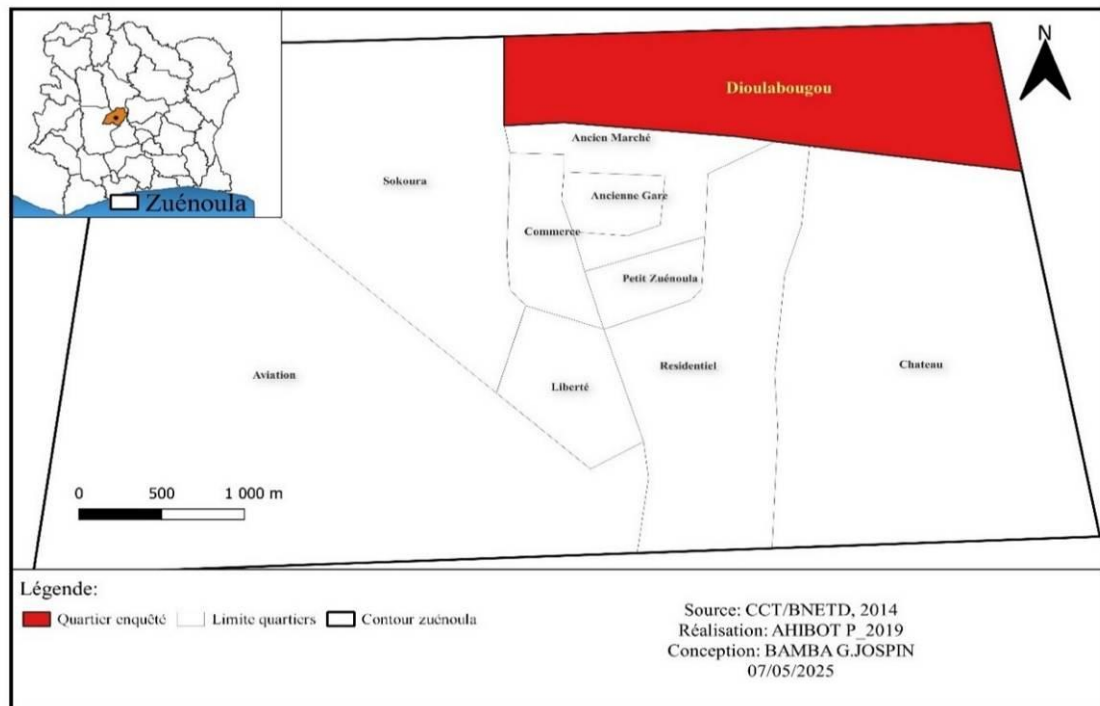 N
Dioulabougou
Ancien Marché
Sokoura
Ancienne Gare
Zuénoula
Commerce
Petit Zuénoula
Residentiel
Chateau
Aviation
Liberté
0 500 1 000 m
Légende:
Quartier enquêté Limite quartiers Contour zuénoula
Source: CCT/BNETD, 2014
Réalisation: AHIBOT P_2019
Conception: BAMBA G.JOSPIN
07/05/2025